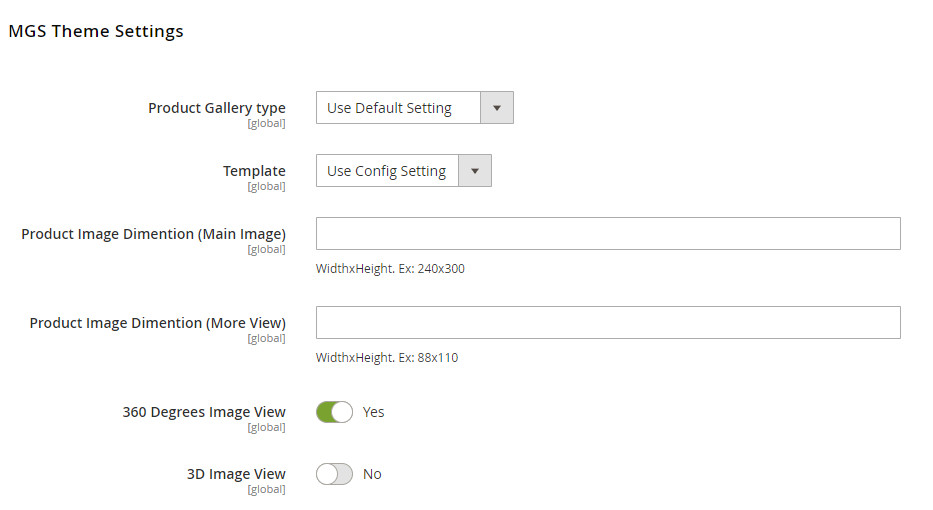 MGS Theme Settings
Product Gallery type
[global]
Use Default Setting
Template
[global]
Use Config Setting
Product Image Dimention (Main Image)
[global]
WidthxHeight. Ex: 240x300
Product Image Dimention (More View)
[global]
WidthxHeight. Ex: 88x110
360 Degrees Image View
[global]
Yes
3D Image View
[global]
No